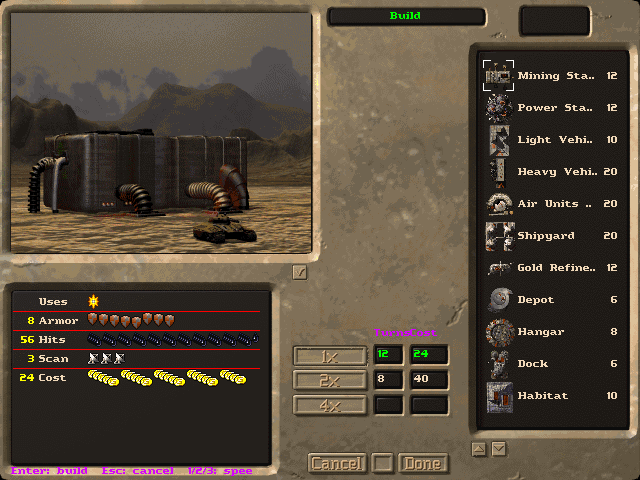 Build
Mining Sta.. 12
Power Sta.. 12
Light Vehi.. 10
Heavy Vehi.. 20
Air Units .. 20
Shipyard 20
Gold Refine.. 12
Depot 6
Hangar 8
Dock 6
Habitat 10
Uses
8 Armor
56 Hits
3 Scan
24 Cost
1x 12 24
2x 8 40
4x
Cancel Done
Enter: build Esc: cancel 1/2/3: spee